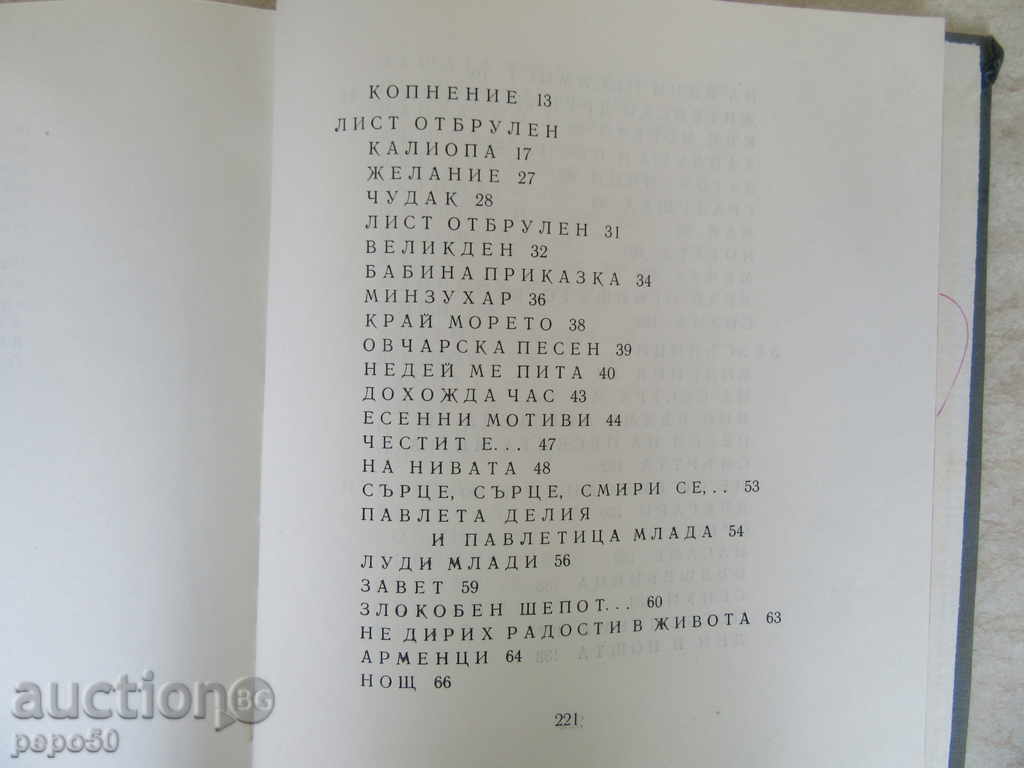 КОПНЕНИЕ 13
ЛИСТ ОТБРУЛЕН
КАЛИОПА 17
ЖЕЛАНИЕ 27
ЧУДАК 28
ЛИСТ ОТБРУЛЕН 31
ВЕЛИКДЕН 32
БАБИНА ПРИКАЗКА 34
МИНЗУХАР 36
КРАЙ МОРЕТО 38
ОВЧАРСКА ПЕСЕН 39
НЕДЕЙ МЕ ПИТА 40
ДОХОЖДА ЧАС 43
ЕСЕННИ МОТИВИ 44
ЧЕСТИТ Е... 47
НА НИВАТА 48
СЪРЦЕ, СЪРЦЕ, СМИРИ СЕ,.. 53
ПАВЛЕТА ДЕЛИЯ
И ПАВЛЕТИЦА МЛАДА 54
ЛУДИ МЛАДИ 56
ЗАВЕТ 59
ЗЛОКОБЕН ШЕПОТ... 60
НЕ ДИРИХ РАДОСТИ В ЖИВОТА 63
АРМЕНЦИ 64
НОЩ 66
221
auction BG
papo50